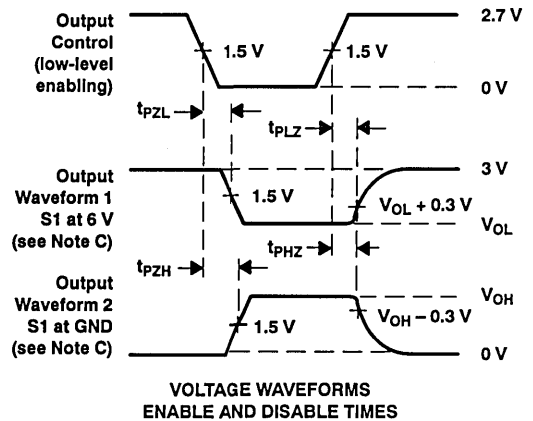 Output
Control
(low-level
enabling)
2.7 V
1.5 V
1.5 V
0 V
tPZL
tPLZ
Output
Waveform 1
S1 at 6 V
(see Note C)
3 V
1.5 V
VOL + 0.3 V
VOL
tPZH
tPHZ
Output
Waveform 2
S1 at GND
(see Note C)
VOH
1.5 V
VOH – 0.3 V
0 V
VOLTAGE WAVEFORMS
ENABLE AND DISABLE TIMES